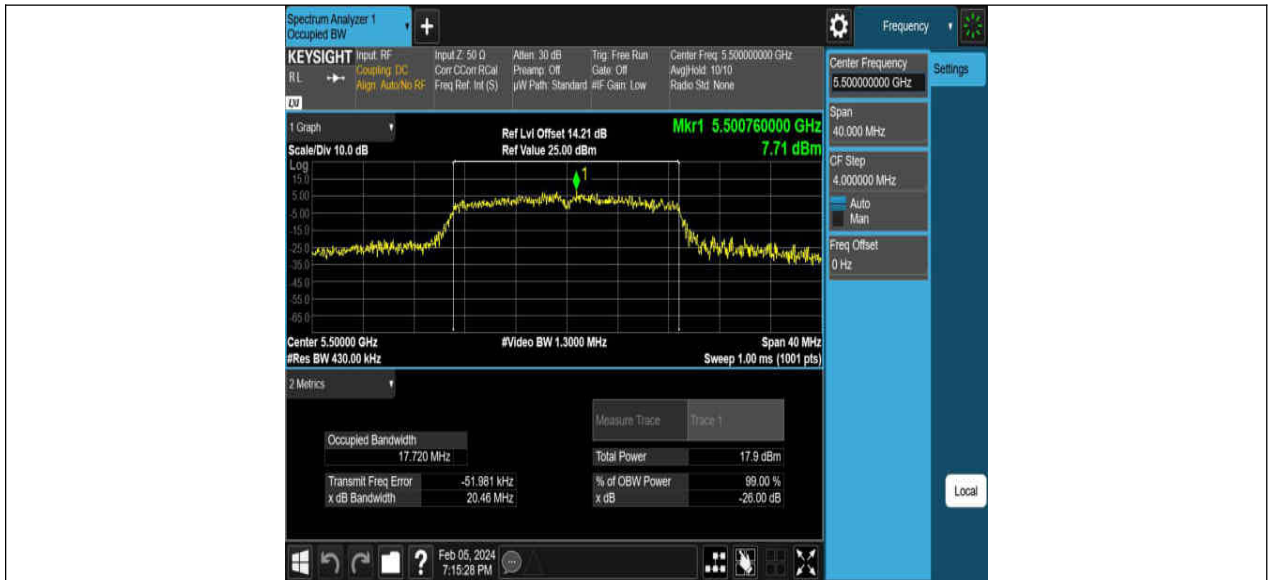 Spectrum Analyzer 1
Occupied BW
+
Frequency
KEYSIGHT
RL
LXI
Input: RF
Coupling: DC
Align: Auto/No RF
Input Z: 50 Ω
Corr CCorr RCal
Freq Ref: Int (S)
Atten: 30 dB
Preamp: Off
µW Path: Standard
Trig: Free Run
Gate: Off
#IF Gain: Low
Center Freq: 5.500000000 GHz
Avg|Hold: 10/10
Radio Std: None
Center Frequency
5.500000000 GHz
Settings
Span
40.000 MHz
CF Step
4.000000 MHz
Auto
Man
Freq Offset
0 Hz
Local
1 Graph
Scale/Div 10.0 dB
Ref Lvl Offset 14.21 dB
Ref Value 25.00 dBm
Mkr1 5.500760000 GHz
7.71 dBm
Log
15.0
5.00
-5.00
-15.0
-25.0
-35.0
-45.0
-55.0
-65.0
1
Center 5.50000 GHz
#Res BW 430.00 kHz
#Video BW 1.3000 MHz
Span 40 MHz
Sweep 1.00 ms (1001 pts)
2 Metrics
Measure Trace Trace 1
Occupied Bandwidth
17.720 MHz
Total Power 17.9 dBm
Transmit Freq Error -51.981 kHz
% of OBW Power 99.00 %
x dB Bandwidth 20.46 MHz
x dB -26.00 dB
?
Feb 05, 2024
7:15:28 PM